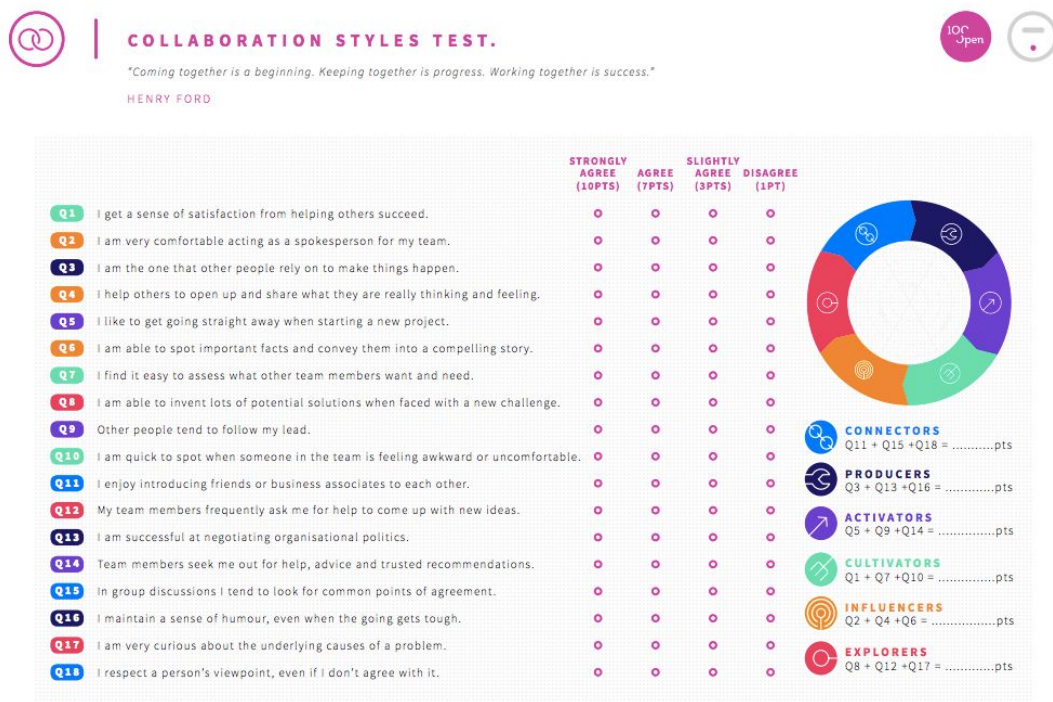 COLLABORATION STYLES TEST.
"Coming together is a beginning. Keeping together is progress. Working together is success."
HENRY FORD
100%Open
STRONGLY AGREE (10PTS)
AGREE (7PTS)
SLIGHTLY AGREE (3PTS)
DISAGREE (1PT)
Q1 I get a sense of satisfaction from helping others succeed.
Q2 I am very comfortable acting as a spokesperson for my team.
Q3 I am the one that other people rely on to make things happen.
Q4 I help others to open up and share what they are really thinking and feeling.
Q5 I like to get going straight away when starting a new project.
Q6 I am able to spot important facts and convey them into a compelling story.
Q7 I find it easy to assess what other team members want and need.
Q8 I am able to invent lots of potential solutions when faced with a new challenge.
Q9 Other people tend to follow my lead.
Q10 I am quick to spot when someone in the team is feeling awkward or uncomfortable.
Q11 I enjoy introducing friends or business associates to each other.
Q12 My team members frequently ask me for help to come up with new ideas.
Q13 I am successful at negotiating organisational politics.
Q14 Team members seek me out for help, advice and trusted recommendations.
Q15 In group discussions I tend to look for common points of agreement.
Q16 I maintain a sense of humour, even when the going gets tough.
Q17 I am very curious about the underlying causes of a problem.
Q18 I respect a person's viewpoint, even if I don't agree with it.
CONNECTORS
Q11 + Q15 +Q18 = ...........pts
PRODUCERS
Q3 + Q13 +Q16 = .............pts
ACTIVATORS
Q5 + Q9 +Q14 = ..............pts
CULTIVATORS
Q1 + Q7 +Q10 = ...............pts
INFLUENCERS
Q2 + Q4 +Q6 = ................pts
EXPLORERS
Q8 + Q12 +Q17 = .............pts